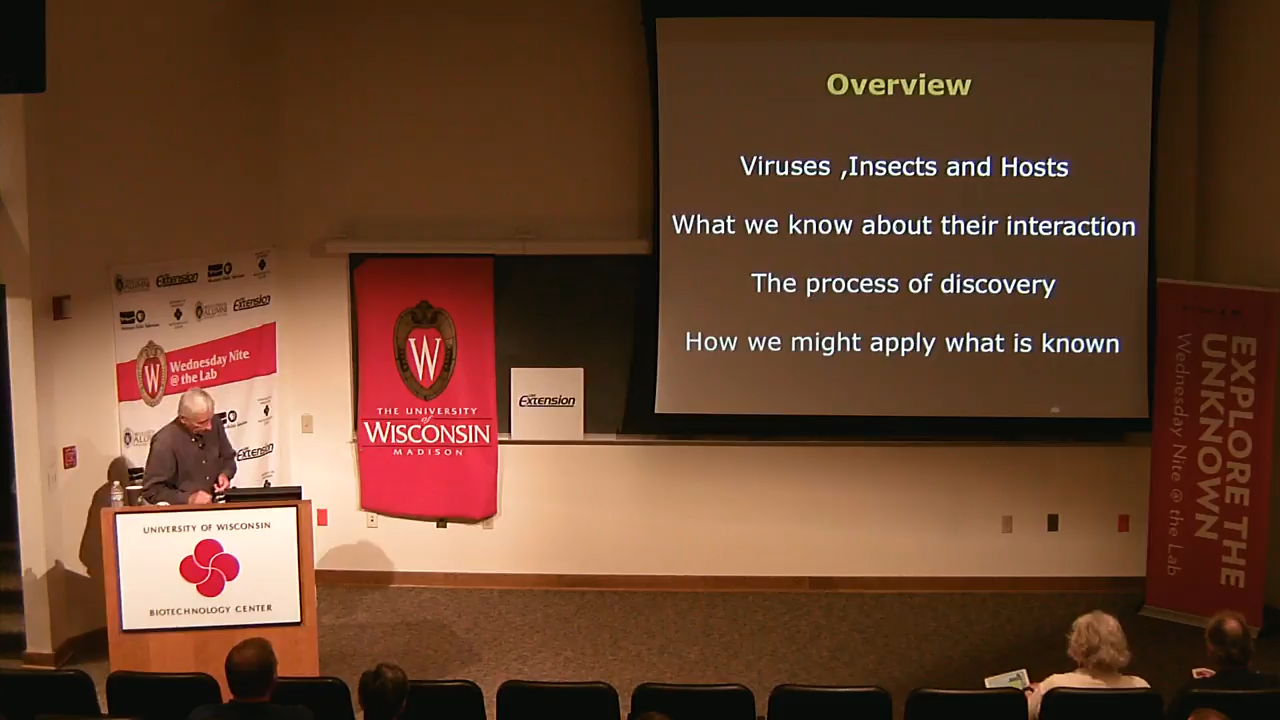 Overview
Viruses ,Insects and Hosts
What we know about their interaction
The process of discovery
How we might apply what is known
Extension
Extension
Wednesday Nite
@ the Lab
W
Extension
W
THE UNIVERSITY
of
WISCONSIN
MADISON
Extension
EXPLORE THE
UNKNOWN
Wednesday Nite @ the Lab
UNIVERSITY OF WISCONSIN
BIOTECHNOLOGY CENTER